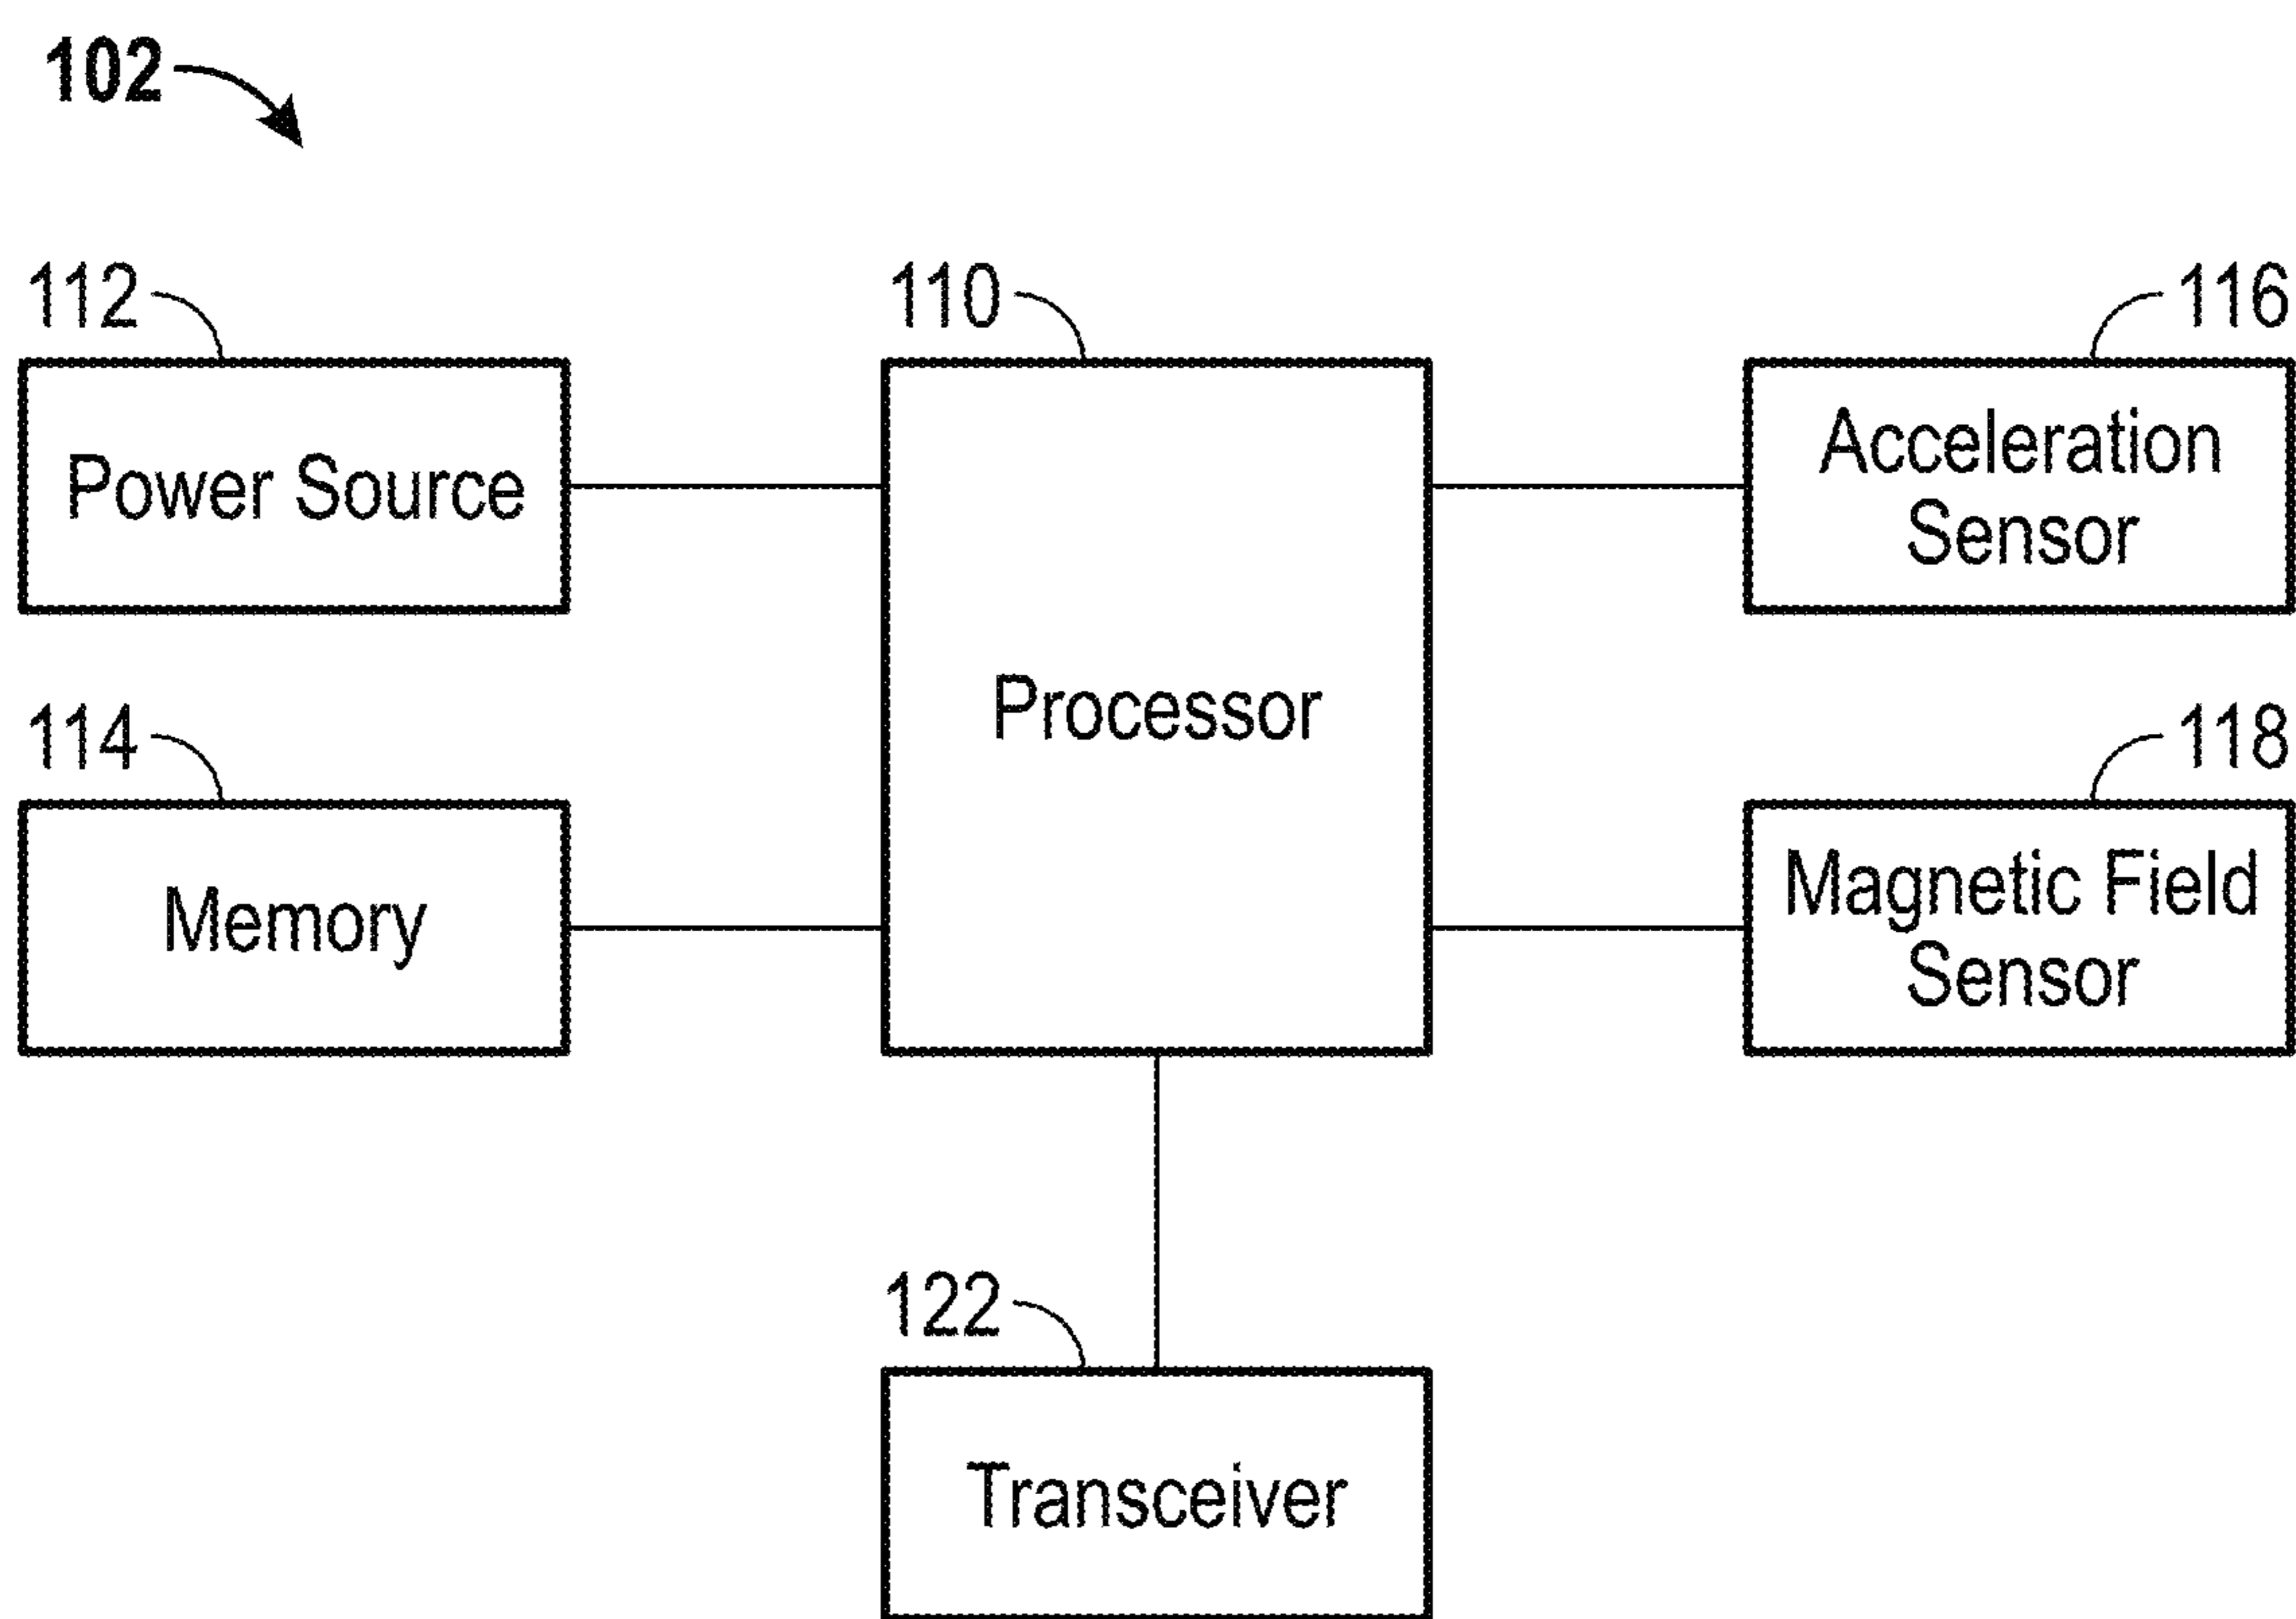 102
112
110
116
Power Source
Processor
Acceleration
Sensor
114
118
Memory
Magnetic Field
Sensor
122
Transceiver